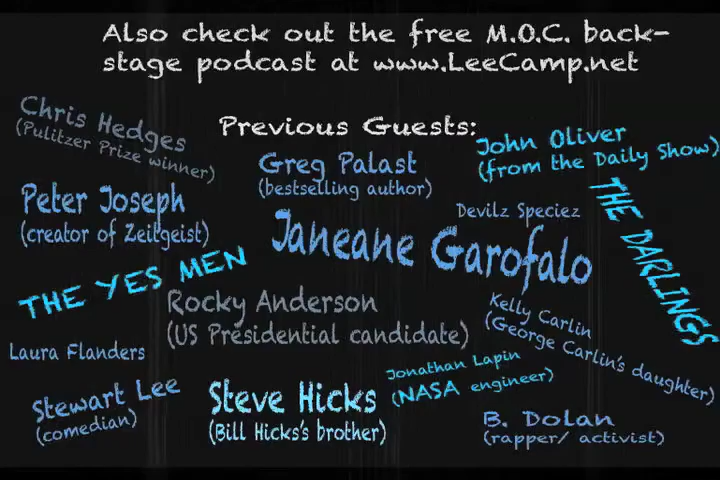 Also check out the free M.O.C. back-
stage podcast at www.LeeCamp.net
Previous Guests:
Chris Hedges
(Pulitzer Prize winner)
Greg Palast
(bestselling author)
John Oliver
(from the Daily Show)
Peter Joseph
(creator of Zeitgeist)
Devilz Speciez
Janeane Garofalo
THE DARLINGS
THE YES MEN
Rocky Anderson
(US Presidential candidate)
Kelly Carlin
(George Carlin's daughter)
Laura Flanders
Jonathan Lapin
(NASA engineer)
Stewart Lee
(comedian)
Steve Hicks
(Bill Hicks's brother)
B. Dolan
(rapper/ activist)